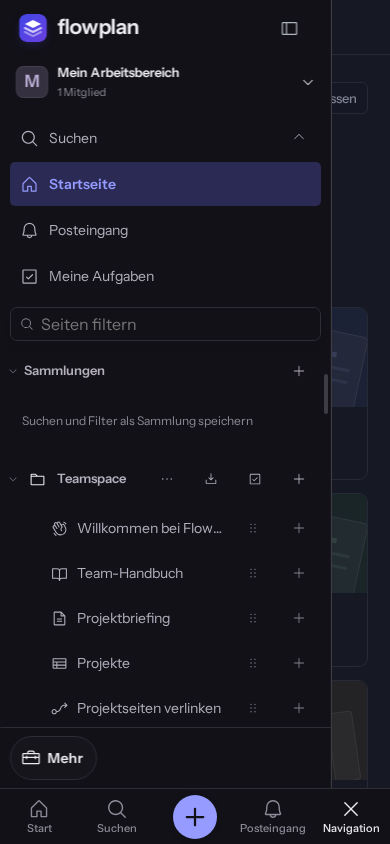 flowplan
M
Mein Arbeitsbereich
1 Mitglied
ssen
Suchen
Startseite
Posteingang
Meine Aufgaben
Seiten filtern
Sammlungen
Suchen und Filter als Sammlung speichern
Teamspace
Willkommen bei Flow...
Team-Handbuch
Projektbriefing
Projekte
Projektseiten verlinken
Mehr
Start
Suchen
Posteingang
Navigation